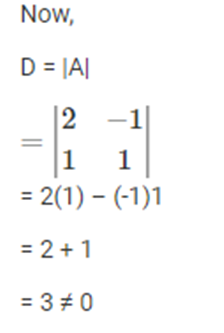 Now,
D = |A|
= |2 −1|
|1 1|
= 2(1) – (-1)1
= 2 + 1
= 3 ≠ 0